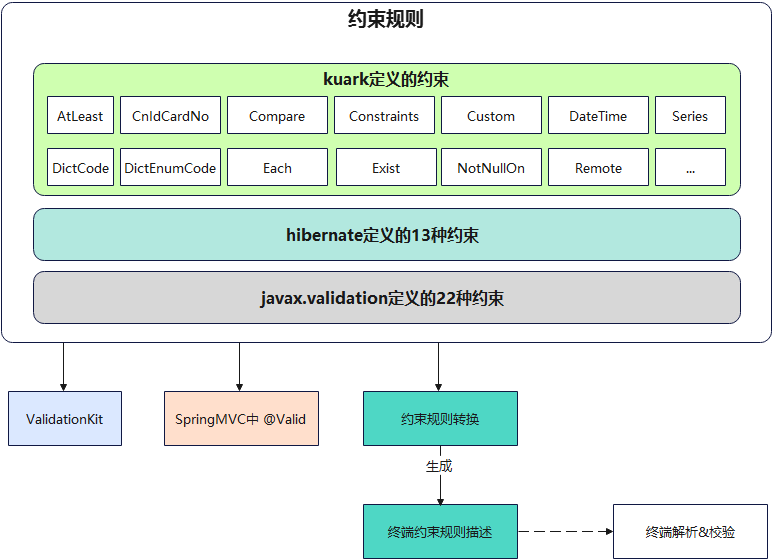 约束规则
kuark定义的约束
AtLeast CnIdCardNo Compare Constraints Custom DateTime Series
DictCode DictEnumCode Each Exist NotNullOn Remote ...
hibernate定义的13种约束
javax.validation定义的22种约束
ValidationKit SpringMVC中 @Valid 约束规则转换
生成
终端约束规则描述 终端解析&校验